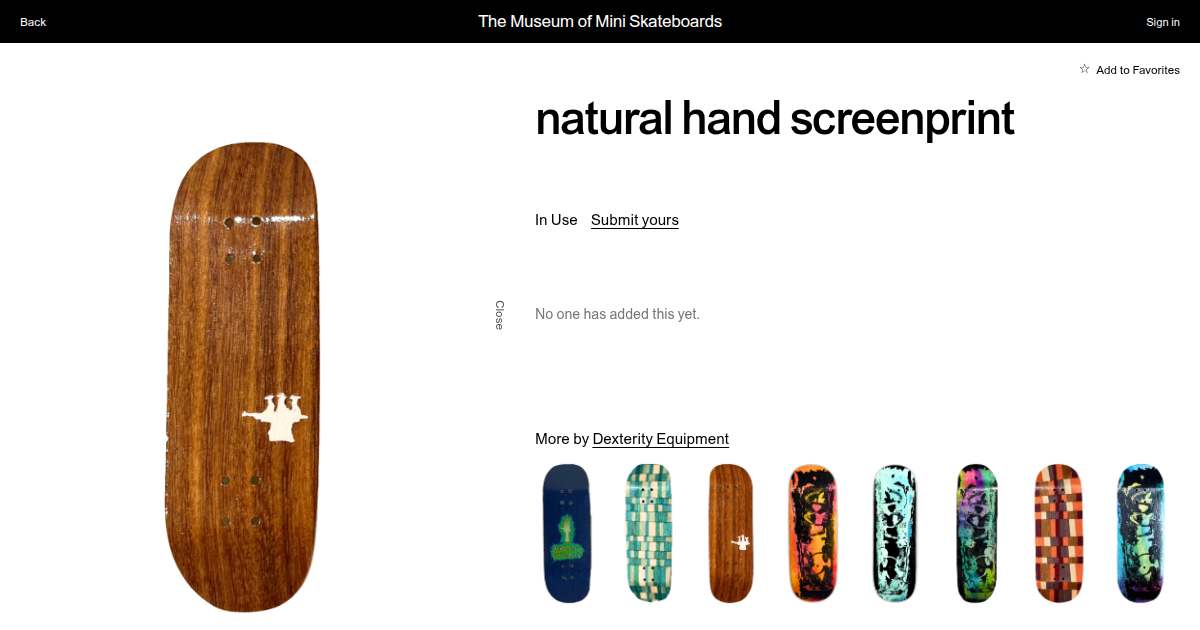 Back
The Museum of Mini Skateboards
Sign in
☆ Add to Favorites
natural hand screenprint
In Use Submit yours
Close
No one has added this yet.
More by Dexterity Equipment